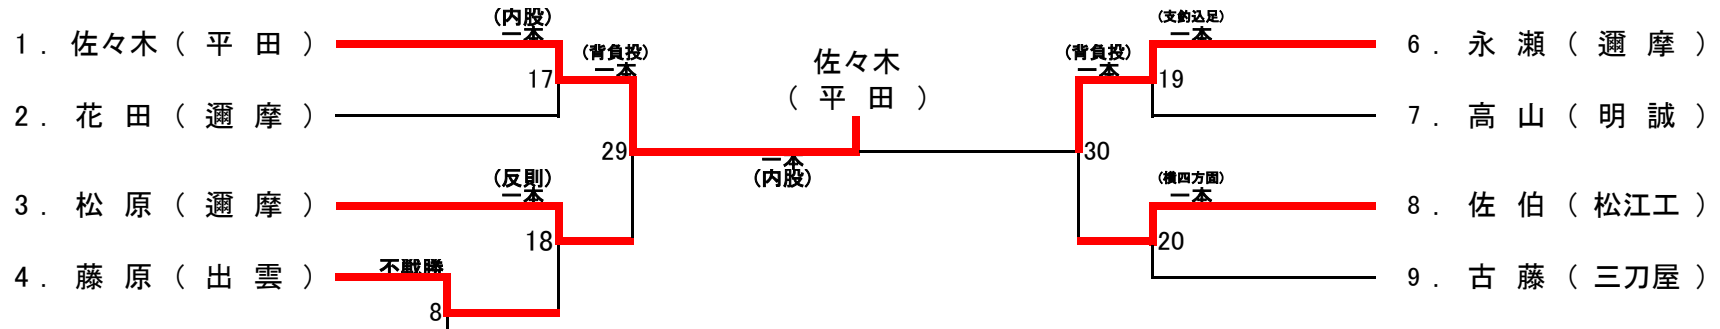 (内股)
一本
1. 佐々木 ( 平 田 )
(背負投)
一本
17
2. 花 田 ( 邇 摩 )
29
(反則)
一本
3. 松 原 ( 邇 摩 )
18
不戦勝
4. 藤 原 ( 出 雲 )
8
佐々木
( 平 田 )
一本
(内股)
(支釣込足)
一本
6. 永 瀬 ( 邇 摩 )
(背負投)
一本
19
7. 高 山 ( 明 誠 )
30
(横四方固)
一本
8. 佐 伯 ( 松江工 )
20
9. 古 藤 ( 三刀屋 )